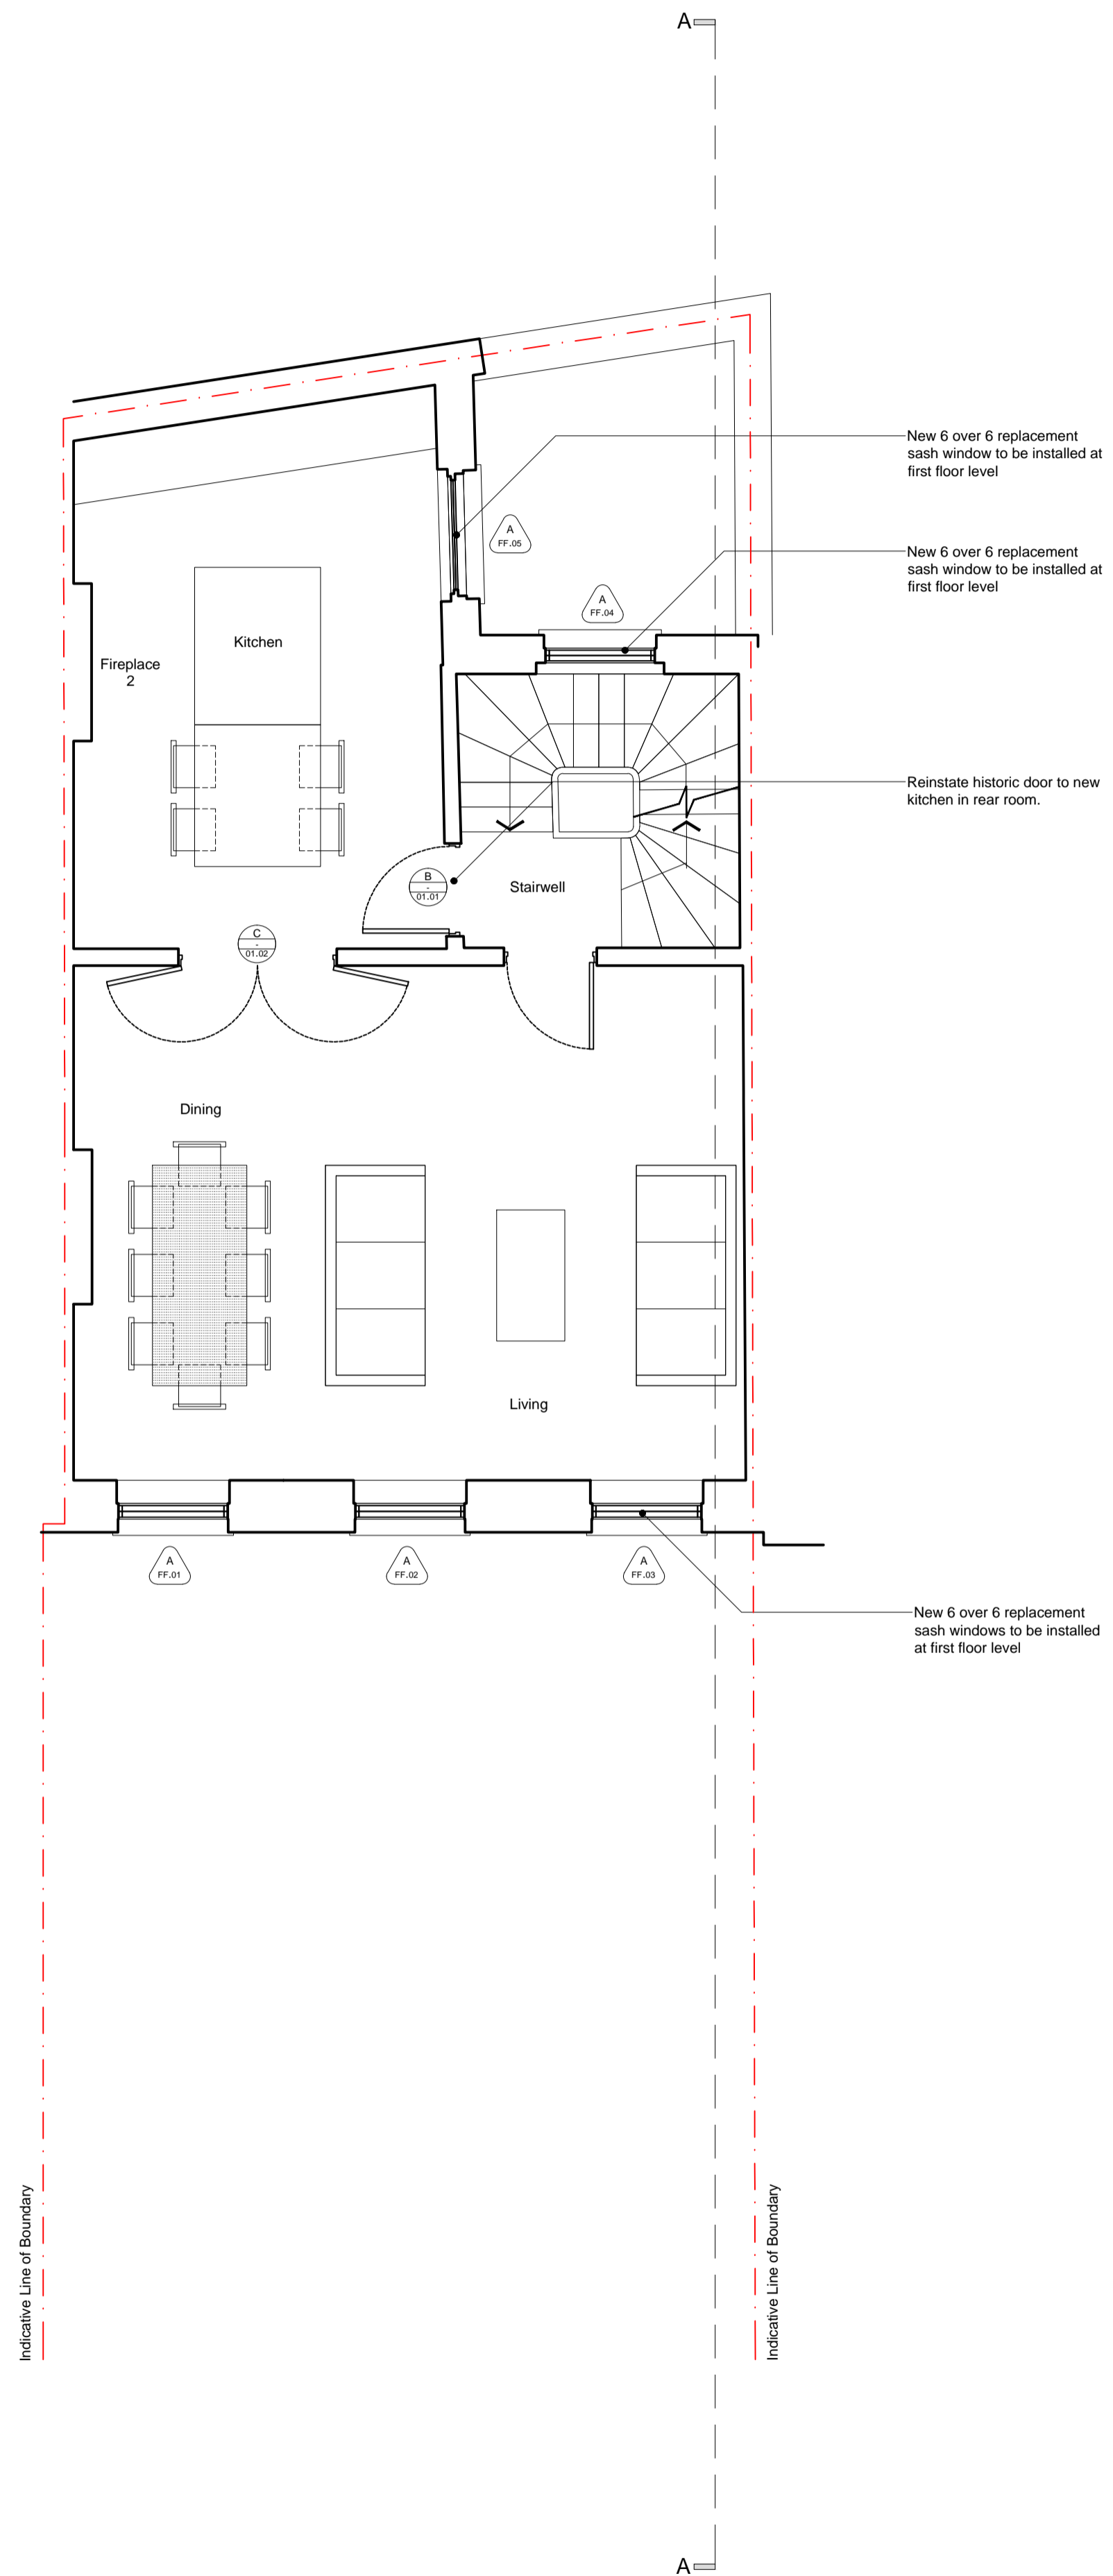 A
New 6 over 6 replacement
sash window to be installed at
first floor level
A
FF.05
New 6 over 6 replacement
sash window to be installed at
first floor level
A
FF.04
Kitchen
Fireplace
2
Reinstate historic door to new
kitchen in rear room.
B
-
01.01
Stairwell
C
-
01.02
Dining
Living
A
FF.01
A
FF.02
A
FF.03
New 6 over 6 replacement
sash windows to be installed
at first floor level
Indicative Line of Boundary
Indicative Line of Boundary
A